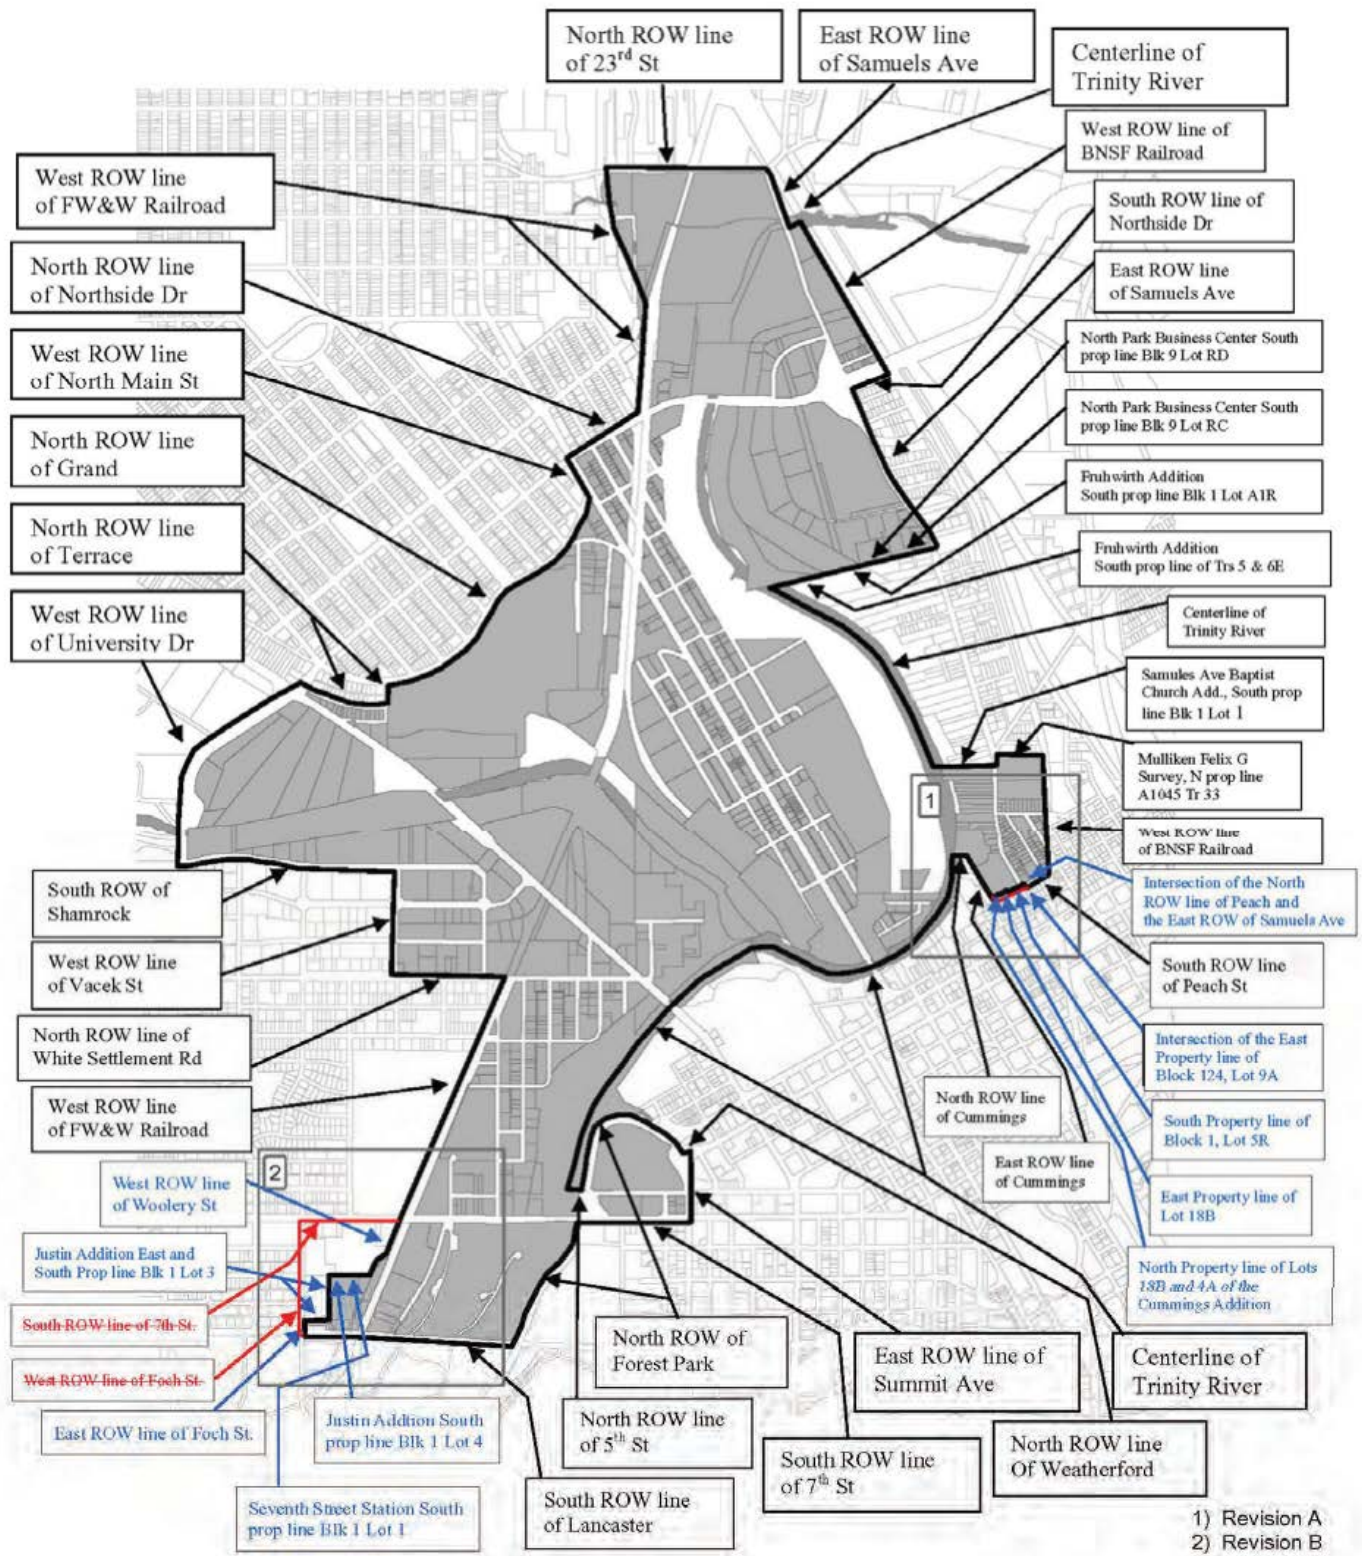 North ROW line
of 23rd St
East ROW line
of Samuels Ave
Centerline of
Trinity River
West ROW line of
BNSF Railroad
West ROW line
of FW&W Railroad
South ROW line of
Northside Dr
North ROW line
of Northside Dr
East ROW line
of Samuels Ave
West ROW line
of North Main St
North Park Business Center South
prop line Blk 9 Lot RD
North Park Business Center South
prop line Blk 9 Lot RC
North ROW line
of Grand
Fruhwirth Addition
South prop line Blk 1 Lot A1R
North ROW line
of Terrace
Fruhwirth Addition
South prop line of Trs 5 & 6E
West ROW line
of University Dr
Centerline of
Trinity River
Samules Ave Baptist
Church Add., South prop
line Blk 1 Lot 1
Mulliken Felix G
Survey, N prop line
A1045 Tr 33
1
West ROW line
of BNSF Railroad
South ROW of
Shamrock
Intersection of the North
ROW line of Peach and
the East ROW of Samuels Ave
West ROW line
of Vacek St
South ROW line
of Peach St
North ROW line of
White Settlement Rd
Intersection of the East
Property line of
Block 124, Lot 9A
West ROW line
of FW&W Railroad
North ROW line
of Cummings
South Property line of
Block 1, Lot 5R
East ROW line
of Cummings
2
West ROW line
of Woolery St
East Property line of
Lot 18B
Justin Addition East and
South Prop line Blk 1 Lot 3
North Property line of Lots
18B and 4A of the
Cummings Addition
South ROW line of 7th St.
West ROW line of Foch St.
North ROW of
Forest Park
East ROW line of
Summit Ave
Centerline of
Trinity River
East ROW line of Foch St.
Justin Addtion South
prop line Blk 1 Lot 4
North ROW line
of 5th St
South ROW line
of 7th St
North ROW line
Of Weatherford
Seventh Street Station South
prop line Blk 1 Lot 1
South ROW line
of Lancaster
1) Revision A
2) Revision B